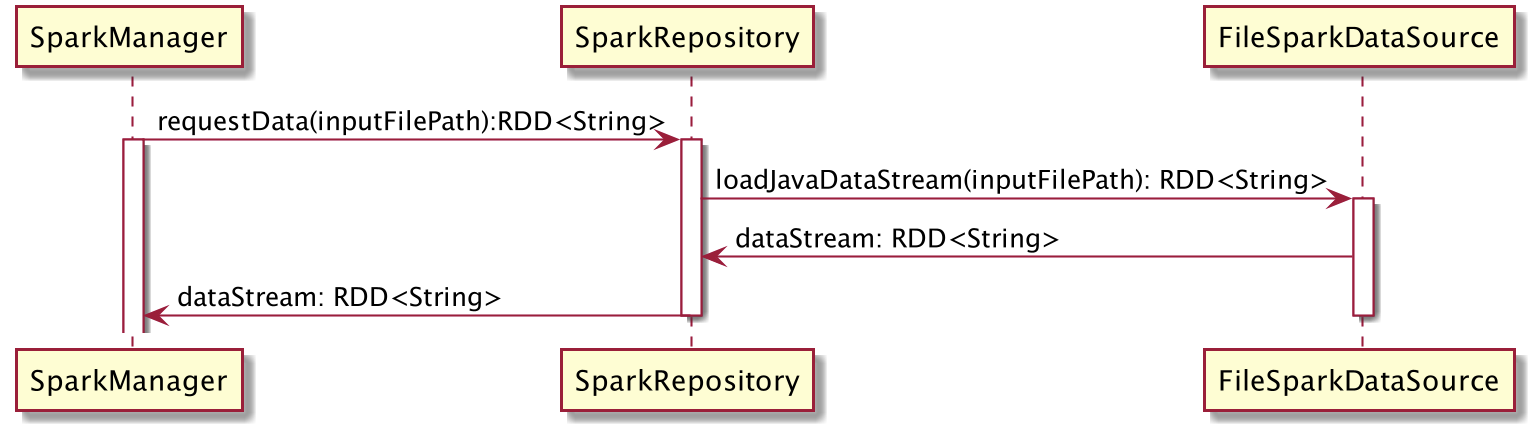 SparkManager
SparkRepository
FileSparkDataSource
requestData(inputFilePath):RDD<String>
loadJavaDataStream(inputFilePath): RDD<String>
dataStream: RDD<String>
dataStream: RDD<String>
SparkManager
SparkRepository
FileSparkDataSource